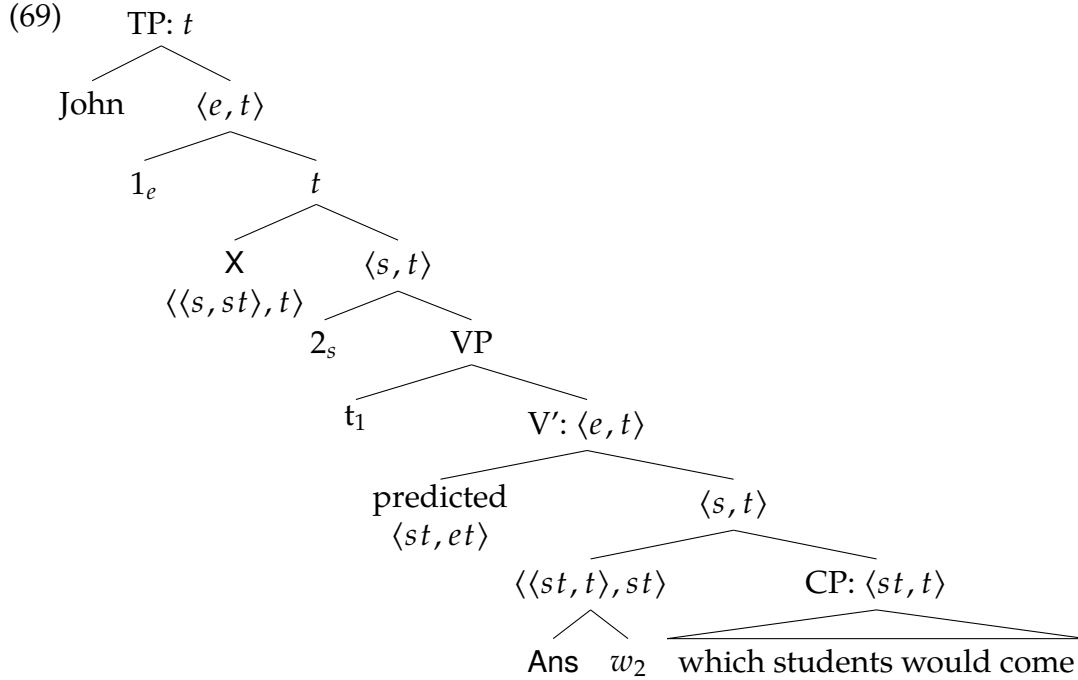 (69) TP: t
John ⟨e, t⟩
1ₑ t
X ⟨s, t⟩
⟨⟨s, st⟩, t⟩
2ₛ VP
t₁ V’: ⟨e, t⟩
predicted ⟨s, t⟩
⟨st, et⟩
⟨⟨st, t⟩, st⟩ CP: ⟨st, t⟩
Ans w₂ which students would come